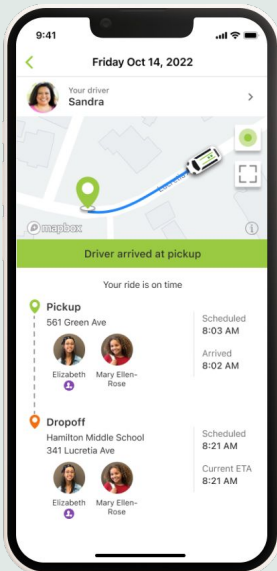 9:41
Friday Oct 14, 2022
Your driver
Sandra
Lucretia
mapbox
Driver arrived at pickup
Your ride is on time
Pickup
561 Green Ave
Elizabeth
Mary Ellen-
Rose
Scheduled
8:03 AM
Arrived
8:02 AM
Dropoff
Hamilton Middle School
341 Lucretia Ave
Elizabeth
Mary Ellen-
Rose
Scheduled
8:21 AM
Current ETA
8:21 AM